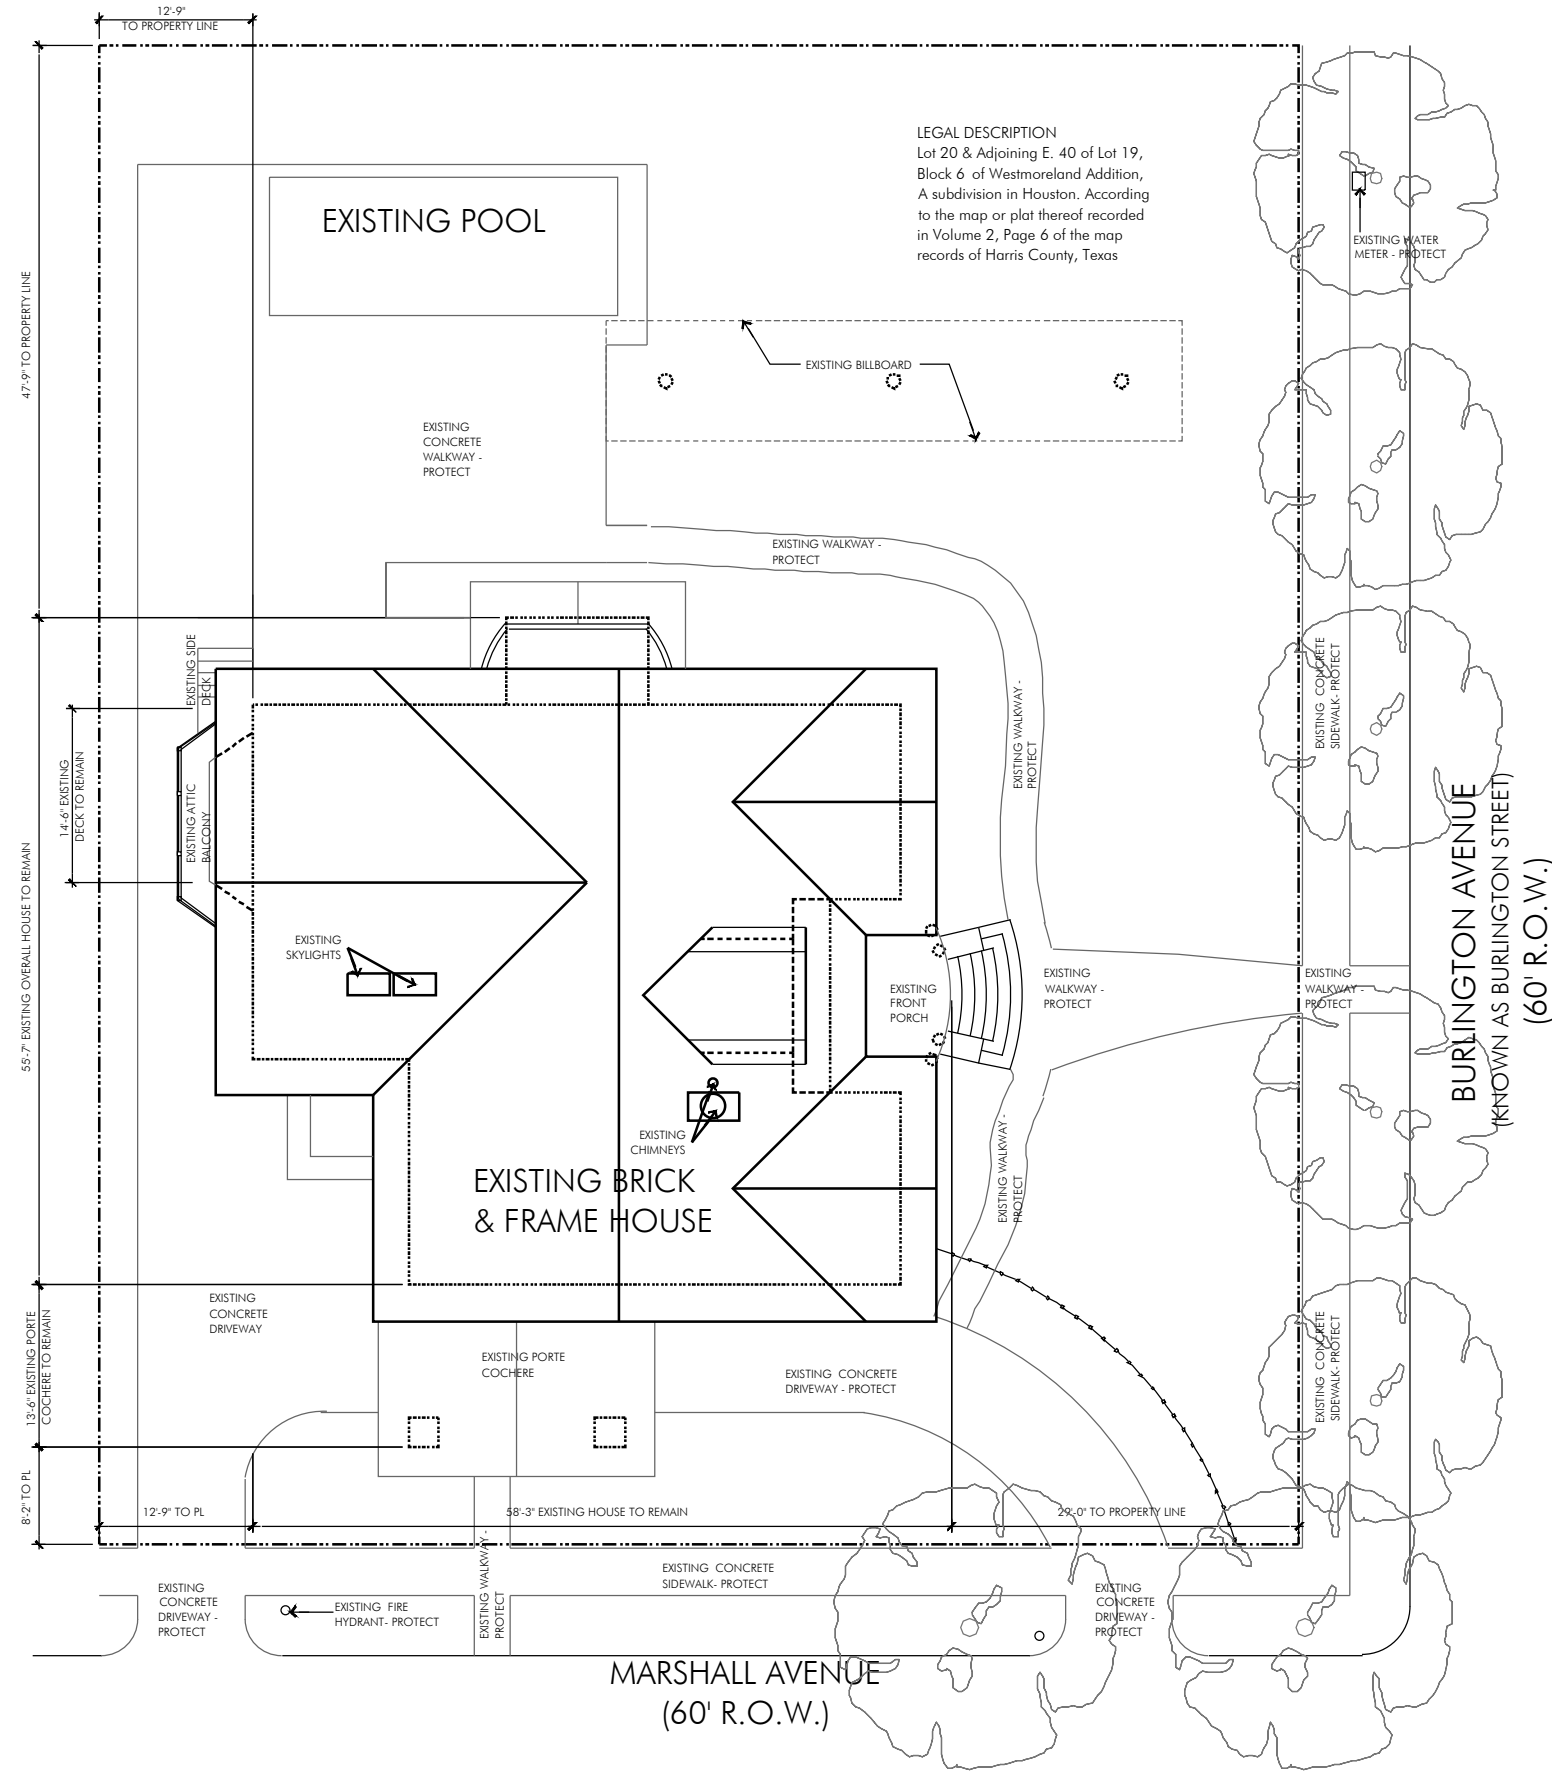 12'-9"
TO PROPERTY LINE
LEGAL DESCRIPTION
Lot 20 & Adjoining E. 40 of Lot 19,
Block 6 of Westmoreland Addition,
A subdivision in Houston. According
to the map or plat thereof recorded
in Volume 2, Page 6 of the map
records of Harris County, Texas
EXISTING POOL
EXISTING WATER
METER - PROTECT
47'-9" TO PROPERTY LINE
EXISTING BILLBOARD
EXISTING
CONCRETE
WALKWAY -
PROTECT
EXISTING WALKWAY -
PROTECT
EXISTING SIDE
DECK
EXISTING WALKWAY -
PROTECT
EXISTING CONCRETE
SIDEWALK- PROTECT
14'-6" EXISTING
DECK TO REMAIN
EXISTING ATTIC
BALCONY
55'-7" EXISTING OVERALL HOUSE TO REMAIN
EXISTING
SKYLIGHTS
EXISTING
FRONT
PORCH
EXISTING
WALKWAY -
PROTECT
EXISTING
WALKWAY -
PROTECT
BURLINGTON AVENUE
(KNOWN AS BURLINGTON STREET)
(60' R.O.W.)
EXISTING
CHIMNEYS
EXISTING BRICK
& FRAME HOUSE
EXISTING WALKWAY -
PROTECT
EXISTING
CONCRETE
DRIVEWAY
13'-6" EXISTING PORTE
COCHERE TO REMAIN
EXISTING PORTE
COCHERE
EXISTING CONCRETE
DRIVEWAY - PROTECT
EXISTING CONCRETE
SIDEWALK- PROTECT
8'-2" TO PL
12'-9" TO PL
58'-3" EXISTING HOUSE TO REMAIN
29'-0" TO PROPERTY LINE
EXISTING WALKWAY -
PROTECT
EXISTING CONCRETE
SIDEWALK- PROTECT
EXISTING
CONCRETE
DRIVEWAY -
PROTECT
EXISTING FIRE
HYDRANT- PROTECT
EXISTING
CONCRETE
DRIVEWAY -
PROTECT
MARSHALL AVENUE
(60' R.O.W.)